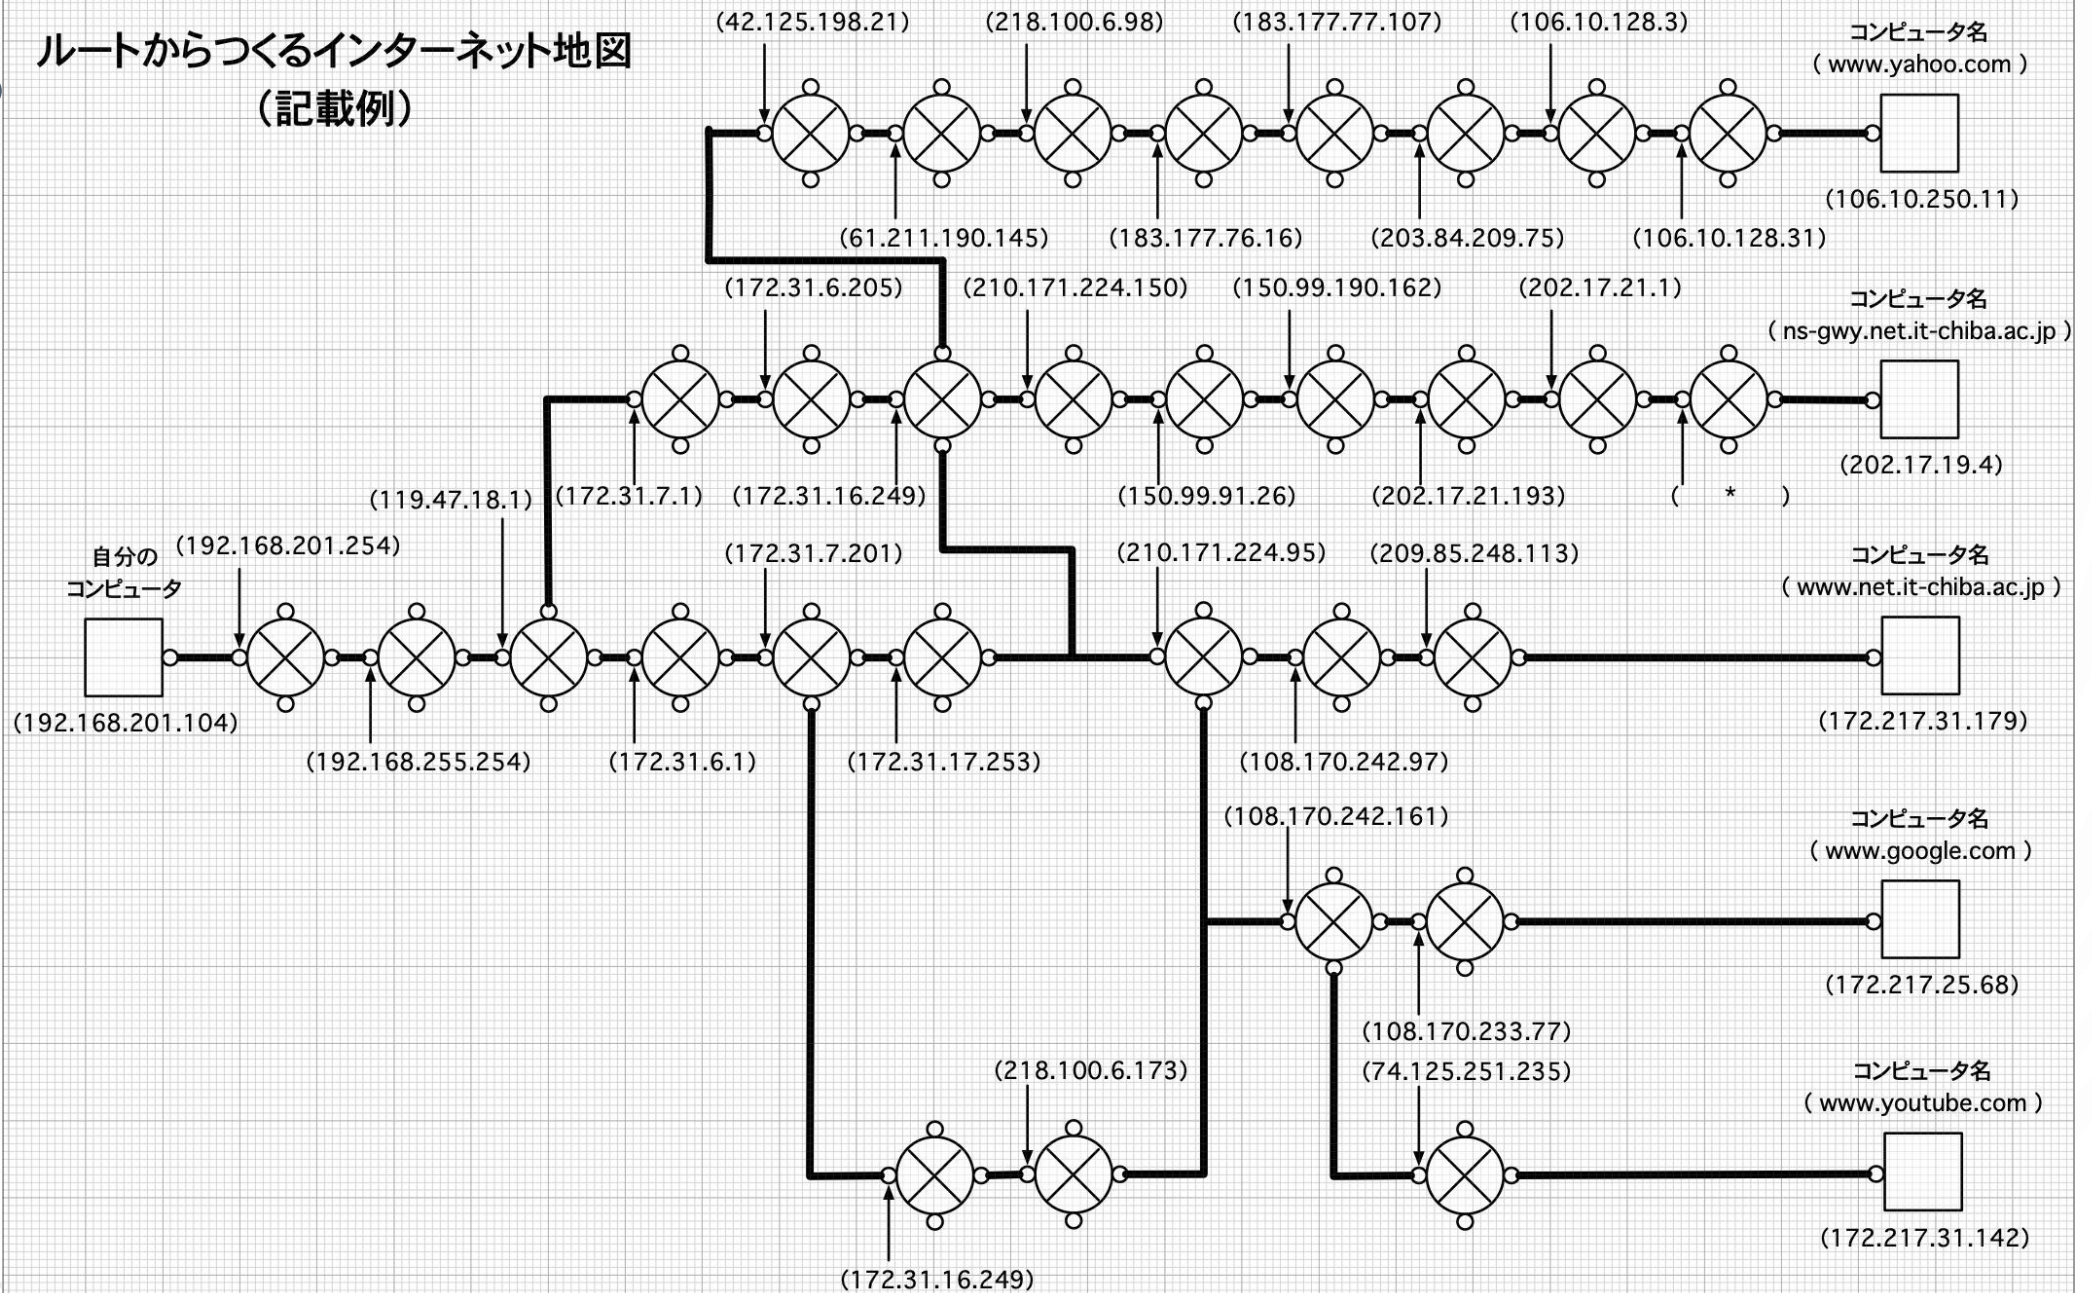 ルートからつくるインターネット地図
（記載例）
(42.125.198.21)
(218.100.6.98)
(183.177.77.107)
(106.10.128.3)
コンピュータ名
( www.yahoo.com )
(106.10.250.11)
(61.211.190.145)
(183.177.76.16)
(203.84.209.75)
(106.10.128.31)
(172.31.6.205)
(210.171.224.150)
(150.99.190.162)
(202.17.21.1)
コンピュータ名
( ns-gwy.net.it-chiba.ac.jp )
(202.17.19.4)
(119.47.18.1)
(172.31.7.1)
(172.31.16.249)
(150.99.91.26)
(202.17.21.193)
( * )
自分の
コンピュータ
(192.168.201.254)
(172.31.7.201)
(210.171.224.95)
(209.85.248.113)
コンピュータ名
( www.net.it-chiba.ac.jp )
(192.168.201.104)
(172.217.31.179)
(192.168.255.254)
(172.31.6.1)
(172.31.17.253)
(108.170.242.97)
(108.170.242.161)
コンピュータ名
( www.google.com )
(172.217.25.68)
(108.170.233.77)
(218.100.6.173)
(74.125.251.235)
コンピュータ名
( www.youtube.com )
(172.217.31.142)
(172.31.16.249)